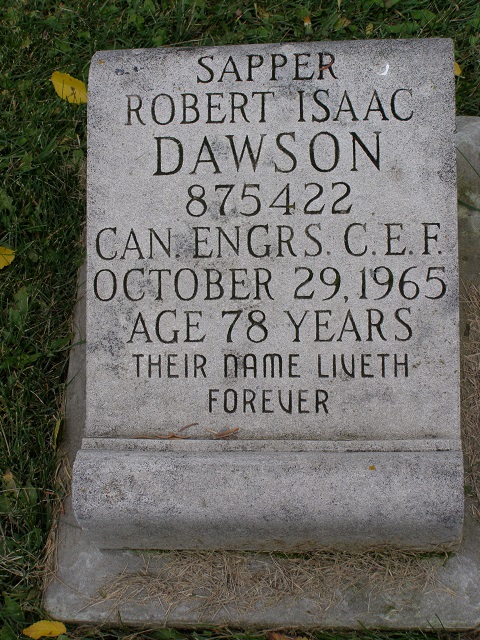 SAPPER
ROBERT ISAAC
DAWSON
875422
CAN. ENGRS. C.E.F.
OCTOBER 29, 1965
AGE 78 YEARS
THEIR NAME LIVETH
FOREVER